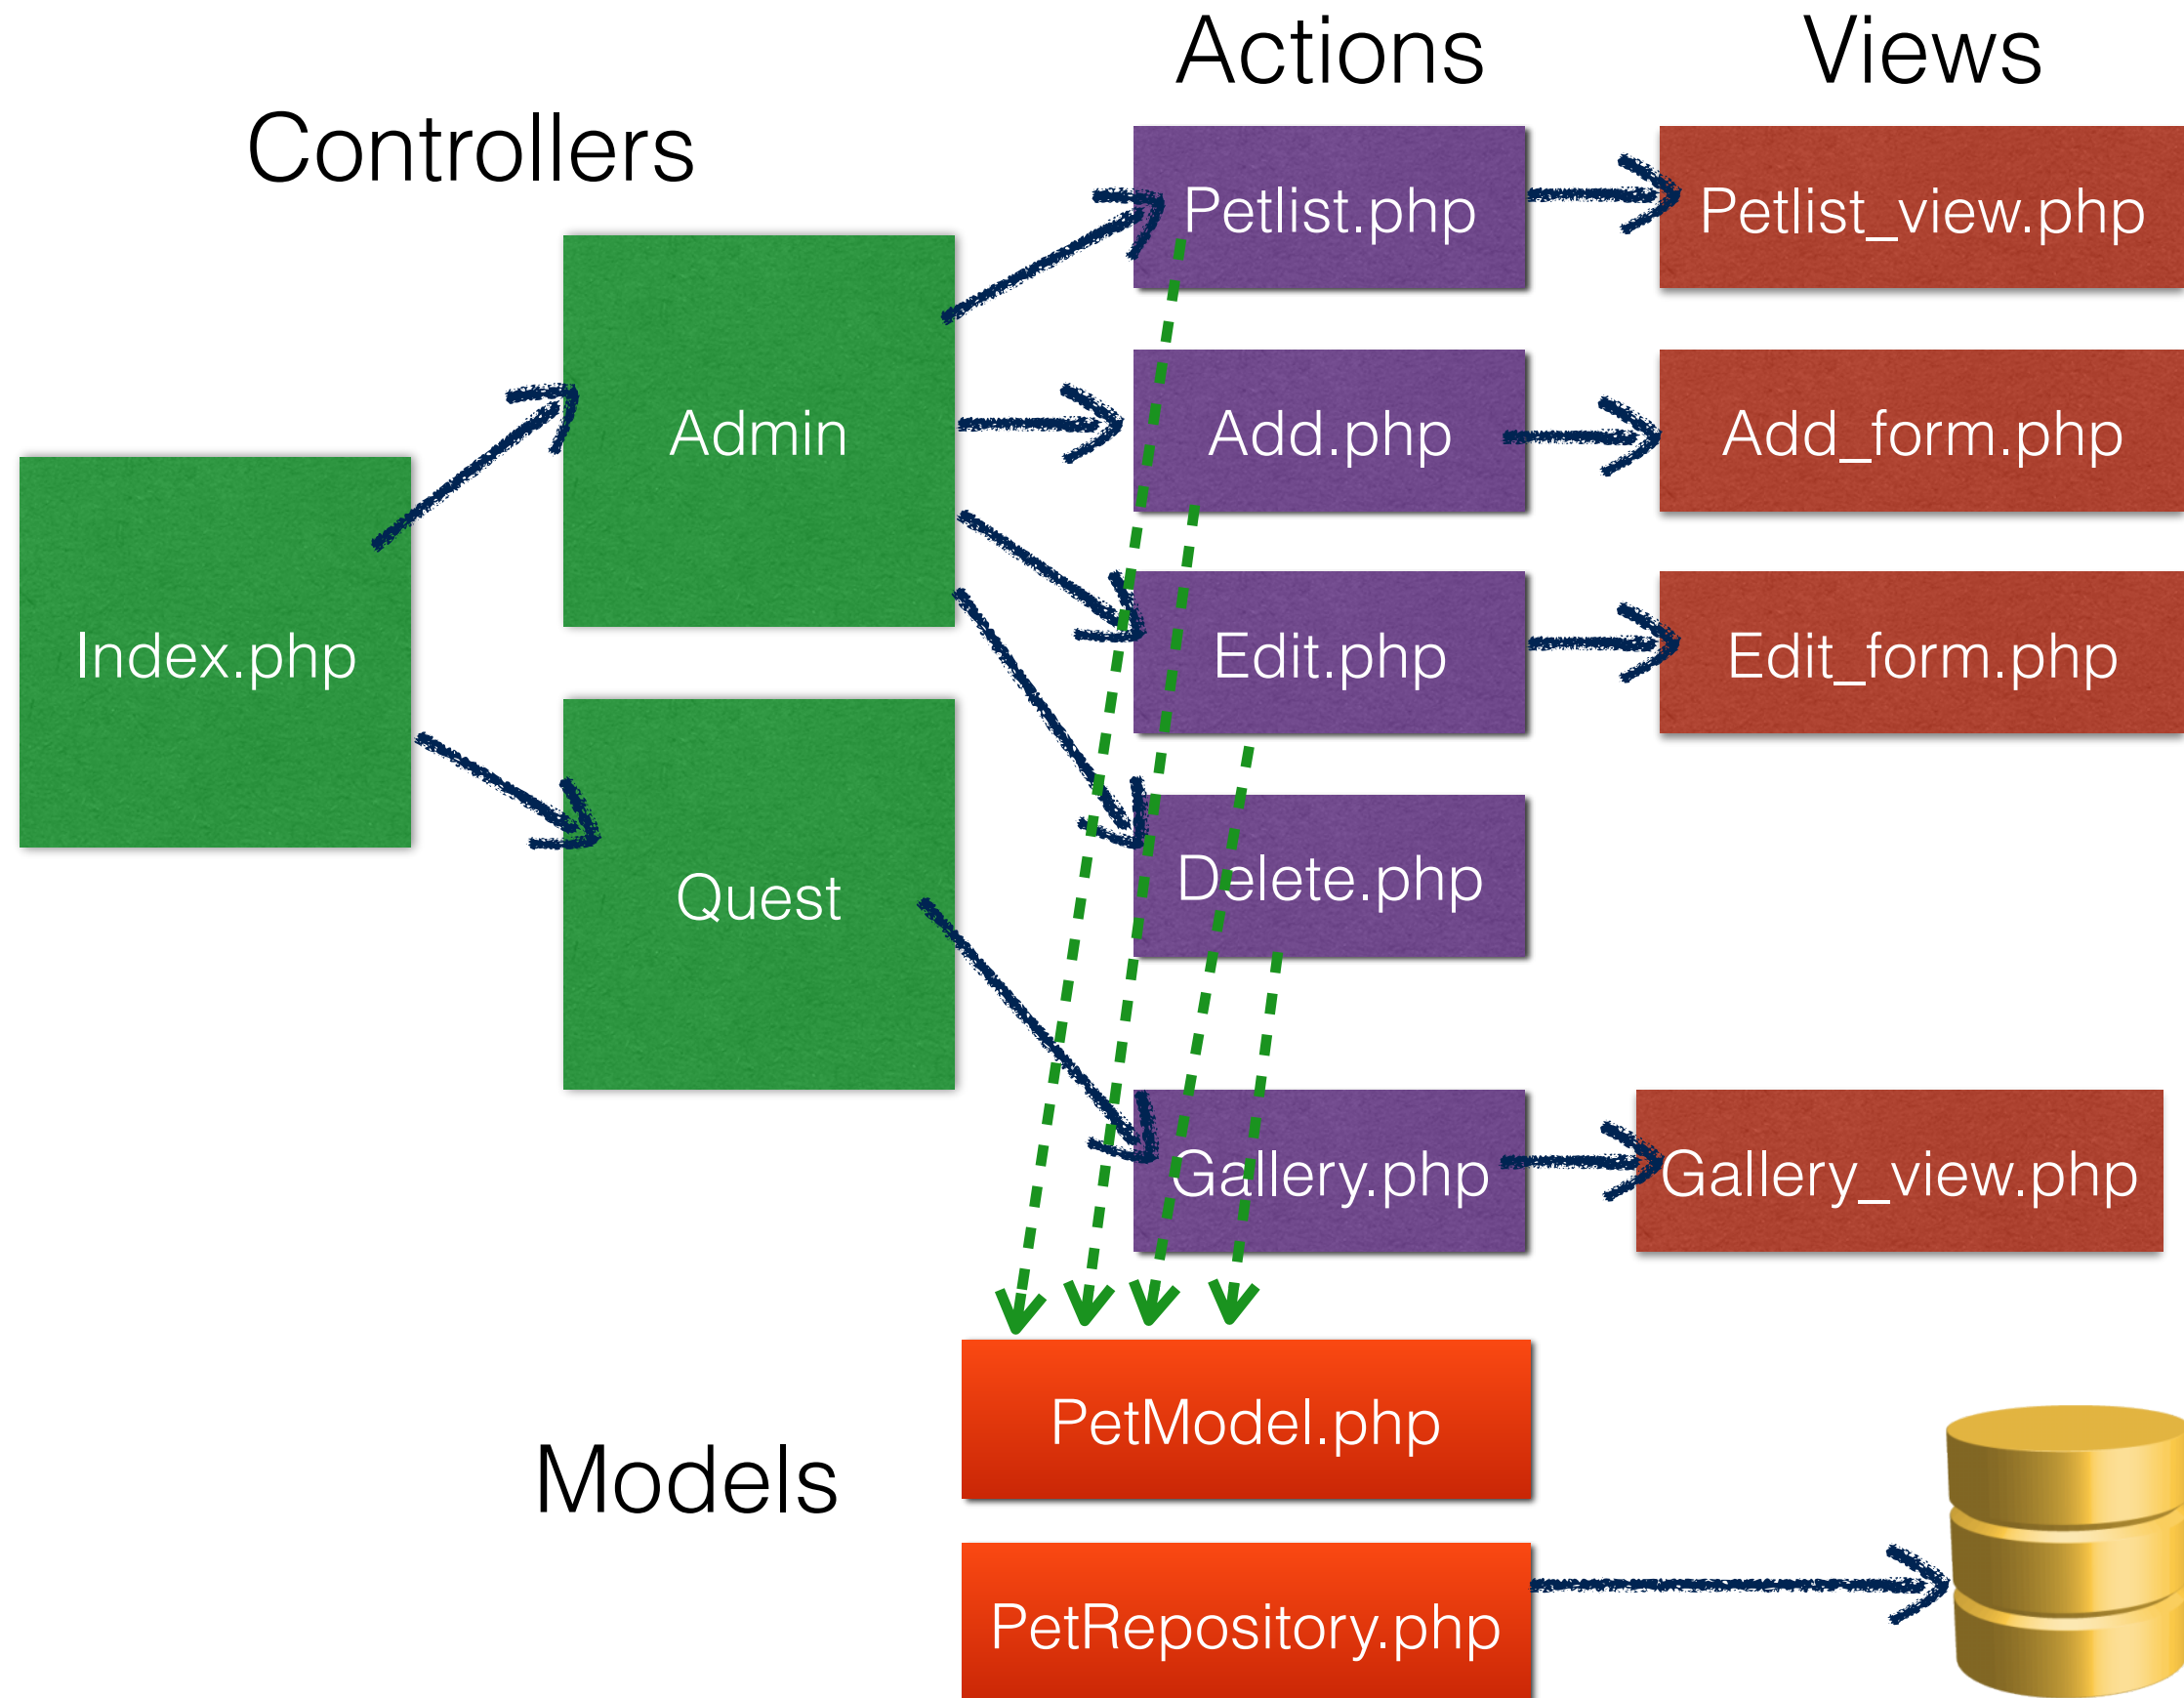 Actions
Views
Controllers
Petlist.php
Petlist_view.php
Admin
Add.php
Add_form.php
Index.php
Edit.php
Edit_form.php
Quest
Delete.php
Gallery.php
Gallery_view.php
PetModel.php
Models
PetRepository.php